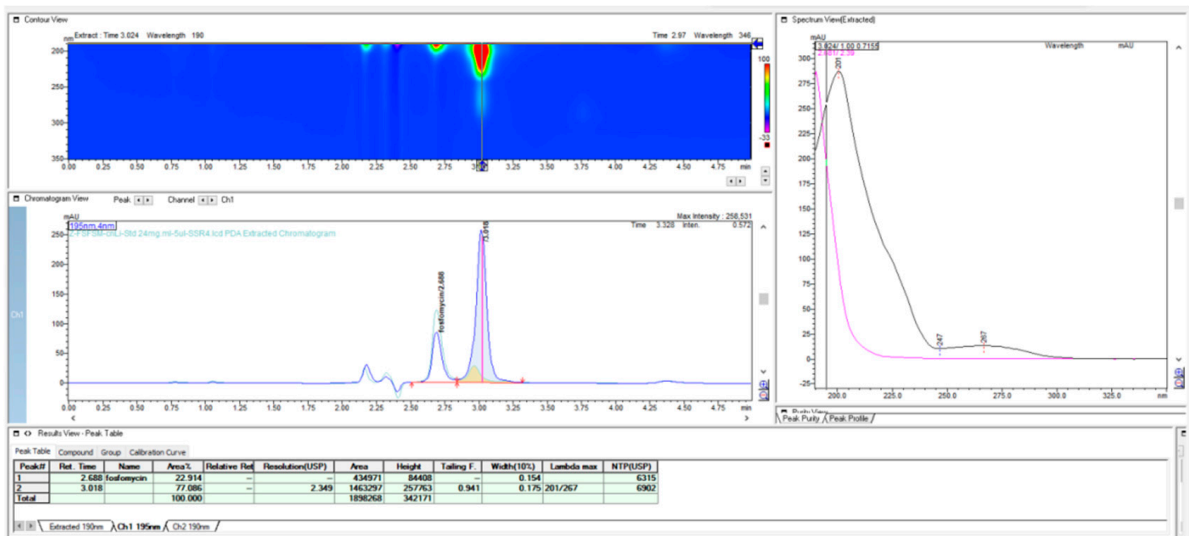 Contour View
Extract : Time 3.024 Wavelength 190
Time 2.97 Wavelength 346
nm
200
250
300
350
0.00 0.25 0.50 0.75 1.00 1.25 1.50 1.75 2.00 2.25 2.50 2.75 3.00 3.25 3.50 3.75 4.00 4.25 4.50 4.75 min
100
-33
Spectrum View(Extracted)
mAU
3.024/ 1.00 0.7155
Wavelength mAU
201
247
267
300
275
250
225
200
175
150
125
100
75
50
25
0
-25
200.0 225.0 250.0 275.0 300.0 325.0 nm
Purity View
Peak Purity Peak Profile
Chromatogram View Peak Channel Ch1
mAU
195nm,4nm
Max Intensity : 258,531
Time 3.328 Inten. 0.572
PDA Extracted Chromatogram
Ch1
250
200
150
100
50
0
fosfomycin/2.688
/3.018
0.00 0.25 0.50 0.75 1.00 1.25 1.50 1.75 2.00 2.25 2.50 2.75 3.00 3.25 3.50 3.75 4.00 4.25 4.50 4.75 min
Results View - Peak Table
Peak Table Compound Group Calibration Curve
Peak# Ret. Time Name Area% Relative Ret Resolution(USP) Area Height Tailing F. Width(10%) Lambda max NTP(USP)
1 2.688 fosfomycin 22.914 -- -- 434971 84408 -- 0.154 6315
2 3.018 77.086 -- 2.349 1463297 257763 0.941 0.175 201/267 6902
Total 100.000 1898268 342171
Extracted 190nm Ch1 195nm Ch2 190nm